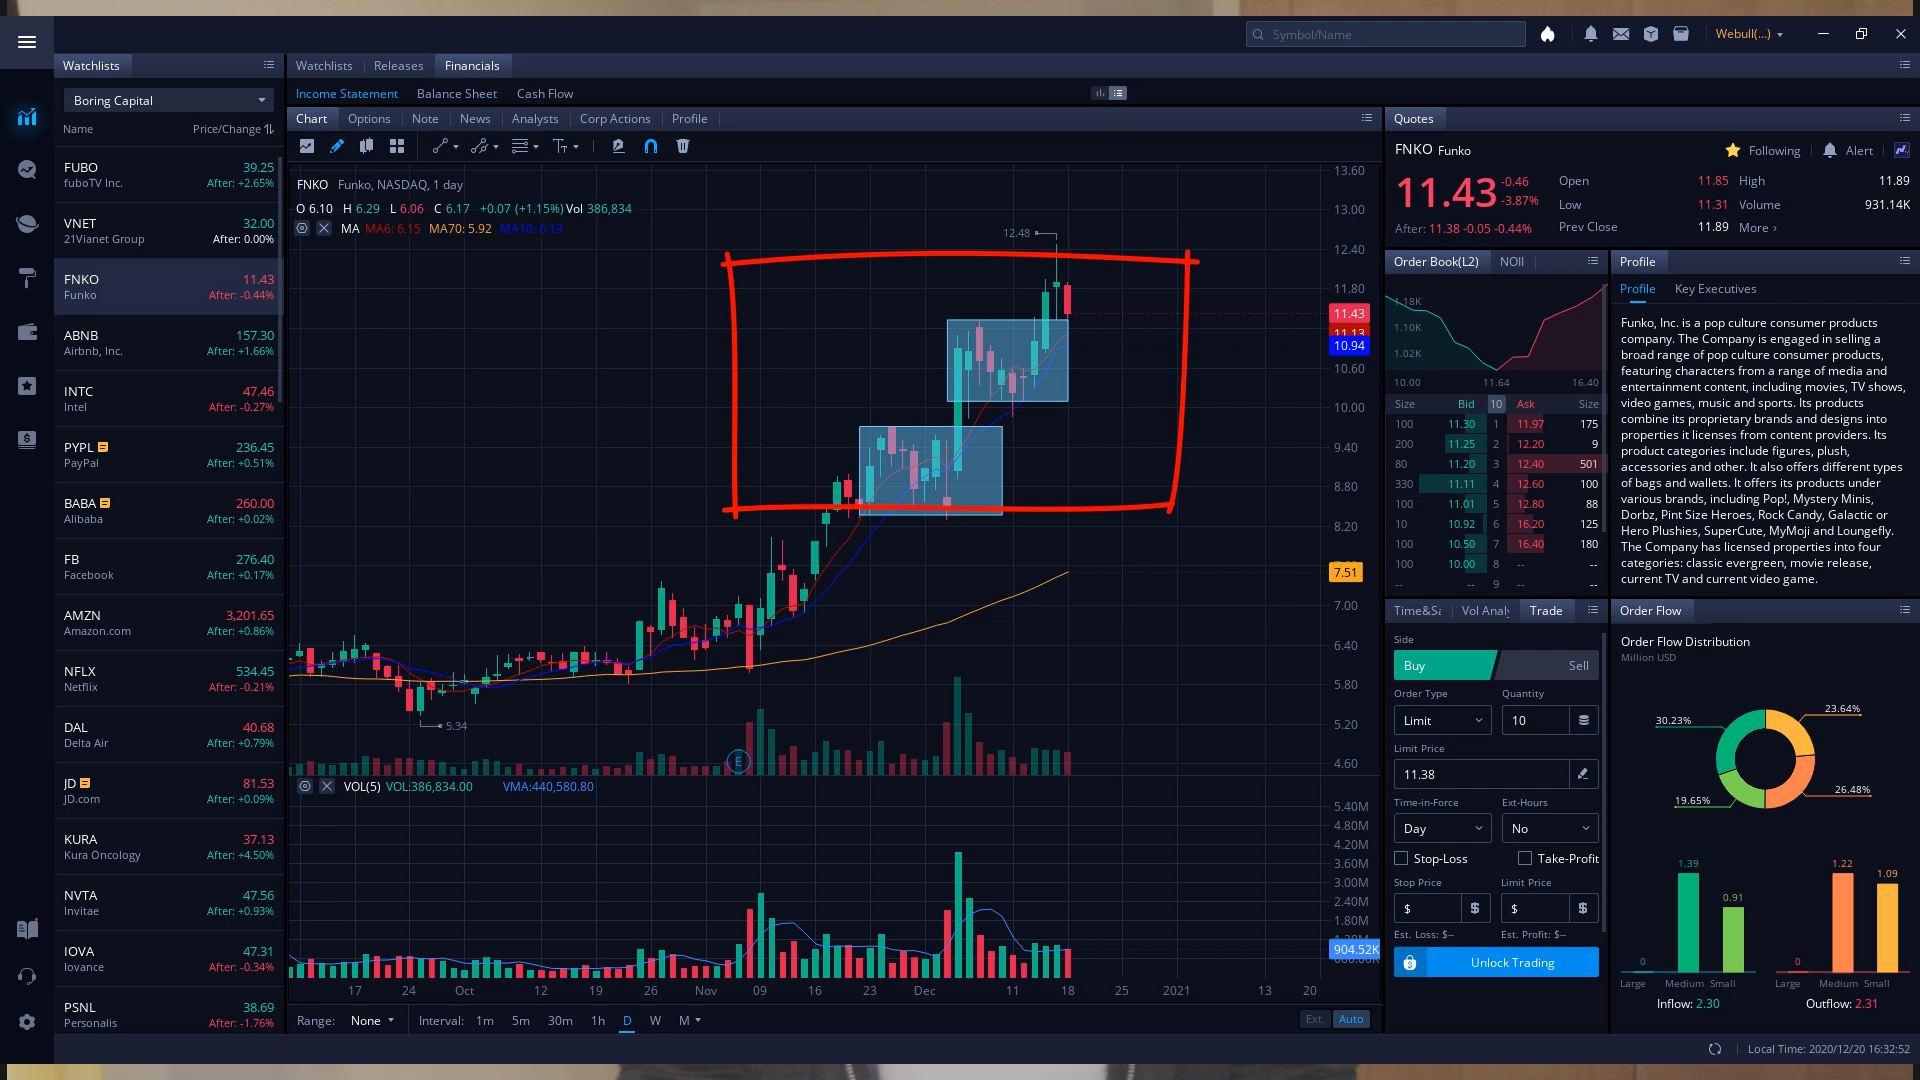 Symbol/Name
Webull(...)
Watchlists
Boring Capital
Name Price/Change
FUBO 39.25
fuboTV Inc. After: +2.65%
VNET 32.00
21Vianet Group After: 0.00%
FNKO 11.43
Funko After: -0.44%
ABNB 157.30
Airbnb, Inc. After: +1.66%
INTC 47.46
Intel After: -0.27%
PYPL 236.45
PayPal After: +0.51%
BABA 260.00
Alibaba After: +0.02%
FB 276.40
Facebook After: +0.17%
AMZN 3,201.65
Amazon.com After: +0.86%
NFLX 534.45
Netflix After: -0.21%
DAL 40.68
Delta Air After: +0.79%
JD 81.53
JD.com After: +0.09%
KURA 37.13
Kura Oncology After: +4.50%
NVTA 47.56
Invitae After: +0.93%
IOVA 47.31
Iovance After: -0.34%
PSNL 38.69
Personalis After: -1.76%
Watchlists Releases Financials
Income Statement Balance Sheet Cash Flow
Chart Options Note News Analysts Corp Actions Profile
FNKO Funko, NASDAQ, 1 day
O 6.10 H 6.29 L 6.06 C 6.17 +0.07 (+1.15%) Vol 386,834
MA MA6: 6.15 MA70: 5.92 MA10: 6.13
12.48
5.34
E
13.60
13.00
12.40
11.80
11.43
11.13
10.94
10.60
10.00
9.40
8.80
8.20
7.51
7.00
6.40
5.80
5.20
4.60
VOL(5) VOL:386,834.00 VMA:440,580.80
5.40M
4.80M
4.20M
3.60M
3.00M
2.40M
1.80M
904.52K
17 24 Oct 12 19 26 Nov 09 16 23 Dec 11 18 25 2021 13 20
Range: None Interval: 1m 5m 30m 1h D W M Ext. Auto
Quotes
FNKO Funko Following Alert
11.43 -0.46 -3.87%
After: 11.38 -0.05 -0.44%
Open 11.85 High 11.89
Low 11.31 Volume 931.14K
Prev Close 11.89 More ›
Order Book(L2) NOII
1.18K
1.10K
1.02K
10.00 11.64 16.40
Size Bid 10 Ask Size
100 11.30 1 11.97 175
200 11.25 2 12.20 9
80 11.20 3 12.40 501
330 11.11 4 12.60 100
100 11.01 5 12.80 88
10 10.92 6 16.20 125
100 10.50 7 16.40 180
100 10.00 8 -- --
-- -- 9 -- --
Profile
Profile Key Executives
Funko, Inc. is a pop culture consumer products
company. The Company is engaged in selling a
broad range of pop culture consumer products,
featuring characters from a range of media and
entertainment content, including movies, TV shows,
video games, music and sports. Its products
combine its proprietary brands and designs into
properties it licenses from content providers. Its
product categories include figures, plush,
accessories and other. It also offers different types
of bags and wallets. It offers its products under
various brands, including Pop!, Mystery Minis,
Dorbz, Pint Size Heroes, Rock Candy, Galactic or
Hero Plushies, SuperCute, MyMoji and Loungefly.
The Company has licensed properties into four
categories: classic evergreen, movie release,
current TV and current video game.
Time&Sa Vol Analy Trade
Side
Buy Sell
Order Type Quantity
Limit 10
Limit Price
11.38
Time-in-Force Ext-Hours
Day No
Stop-Loss Take-Profit
Stop Price Limit Price
$ $ $ $
Est. Loss: $-- Est. Profit: $--
Unlock Trading
Order Flow
Order Flow Distribution
Million USD
30.23% 23.64%
19.65% 26.48%
0 1.39 0.91 0 1.22 1.09
Large Medium Small Large Medium Small
Inflow: 2.30 Outflow: 2.31
Local Time: 2020/12/20 16:32:52